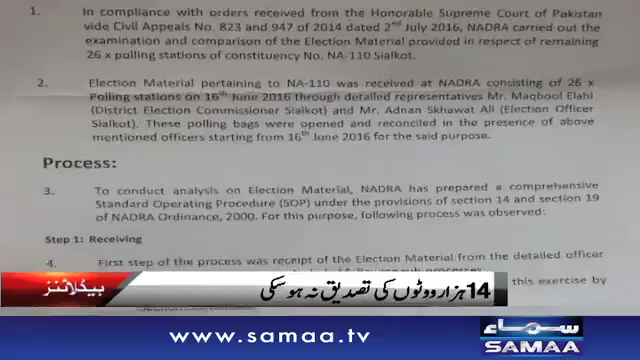 1. In compliance with orders received from the Honorable Supreme Court of Pakistan
vide Civil Appeals No. 823 and 947 of 2014 dated 2nd July 2016, NADRA carried out the
examination and comparison of the Election Material provided in respect of remaining
26 x polling stations of constituency No. NA-110 Sialkot.
2. Election Material pertaining to NA-110 was received at NADRA consisting of 26 x
Polling stations on 16th June 2016 through detailed representatives Mr. Maqbool Elahi
(District Election Commissioner Sialkot) and Mr. Adnan Skhawat Ali (Election Officer
Sialkot). These polling bags were opened and reconciled in the presence of above
mentioned officers starting from 16th June 2016 for the said purpose.
Process:
3. To conduct analysis on Election Material, NADRA has prepared a comprehensive
Standard Operating Procedure (SOP) under the provisions of section 14 and section 19
of NADRA Ordinance, 2000. For this purpose, following process was observed:
Step 1: Receiving
4. First step of the process was receipt of the Election Material from the detailed officer
this exercise by
ہیڈلائنز
14 ہزار ووٹوں کی تصدیق نہ ہوسکی
www.samaa.tv
سماء
SAMAA